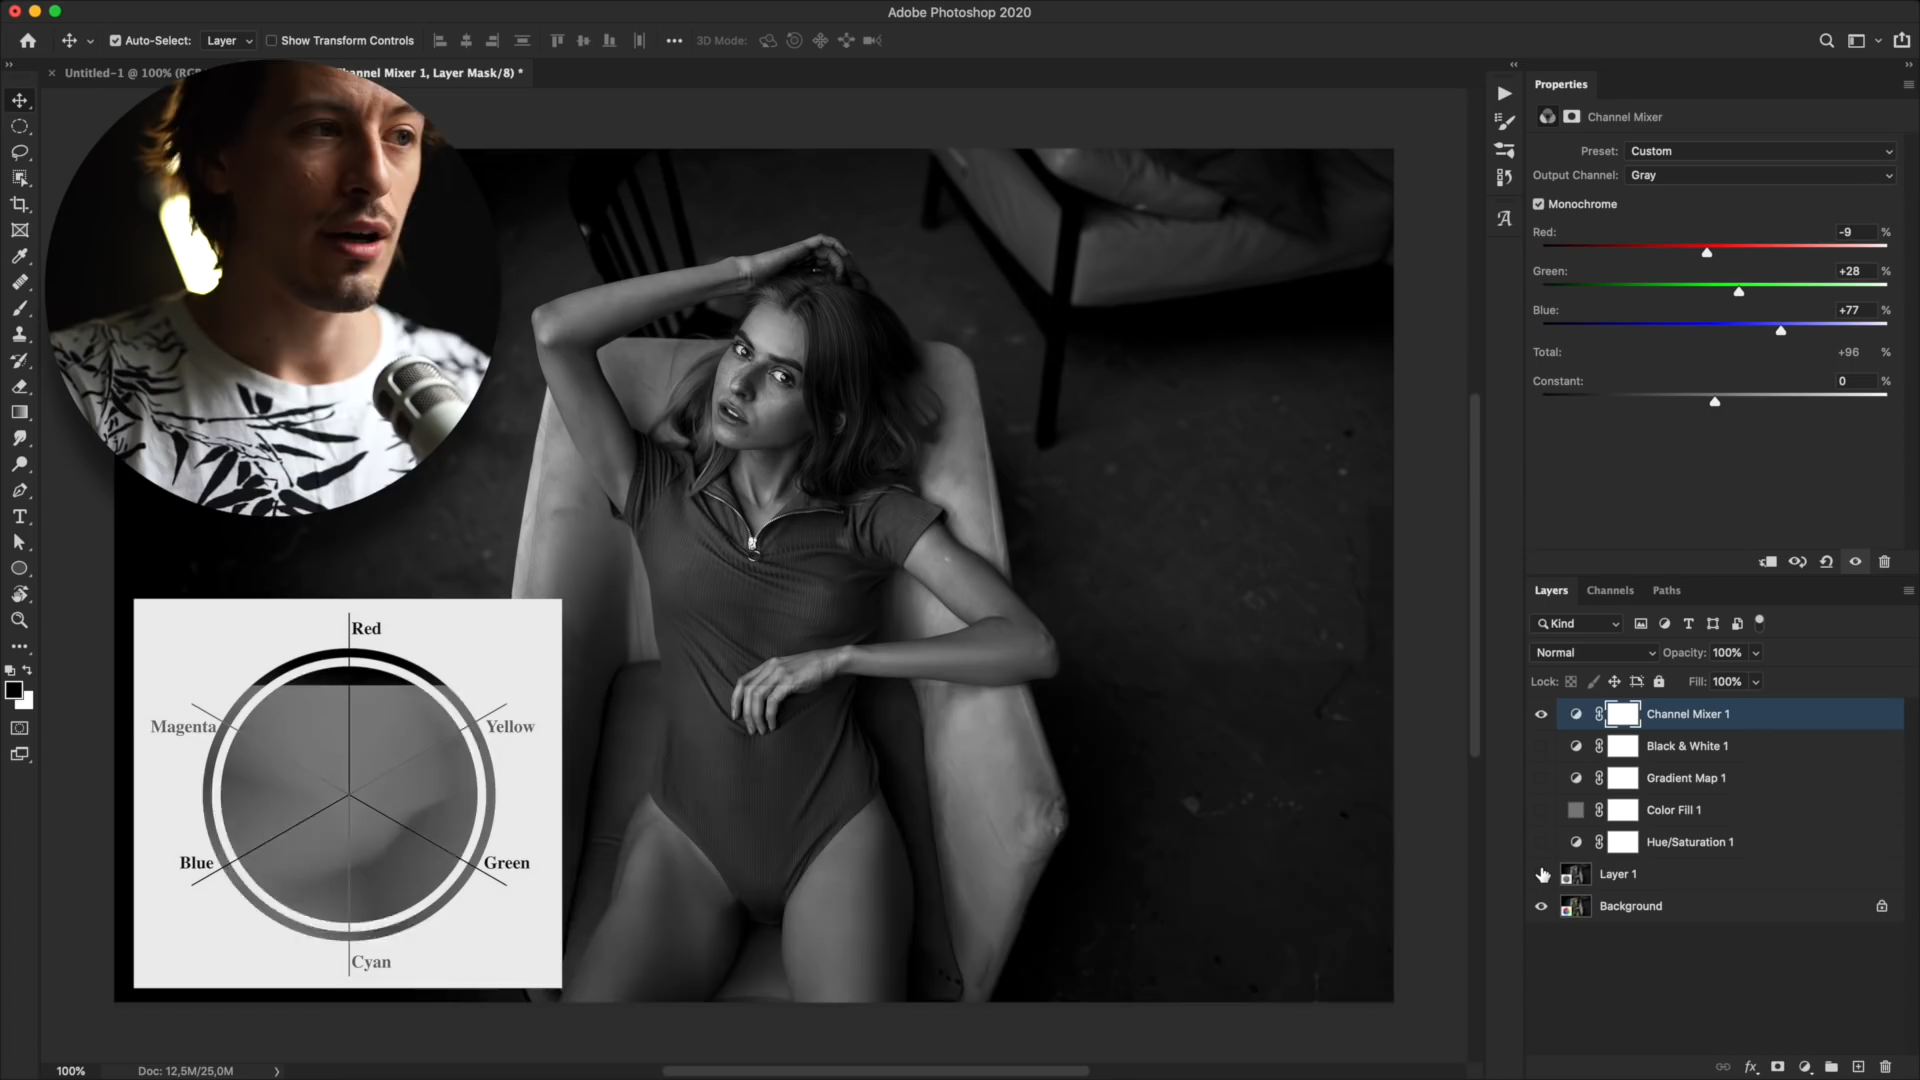 Adobe Photoshop 2020
Auto-Select:
Layer
Show Transform Controls
3D Mode:
Untitled-1 @ 100% (RG
hannel Mixer 1, Layer Mask/8) *
Properties
Channel Mixer
Preset: Custom
Output Channel: Gray
Monochrome
Red: -9 %
Green: +28 %
Blue: +77 %
Total: +96 %
Constant: 0 %
Layers
Channels
Paths
Kind
Normal
Opacity: 100%
Lock:
Fill: 100%
Channel Mixer 1
Black & White 1
Gradient Map 1
Color Fill 1
Hue/Saturation 1
Layer 1
Background
Red
Magenta
Yellow
Blue
Green
Cyan
100%
Doc: 12,5M/25,0M